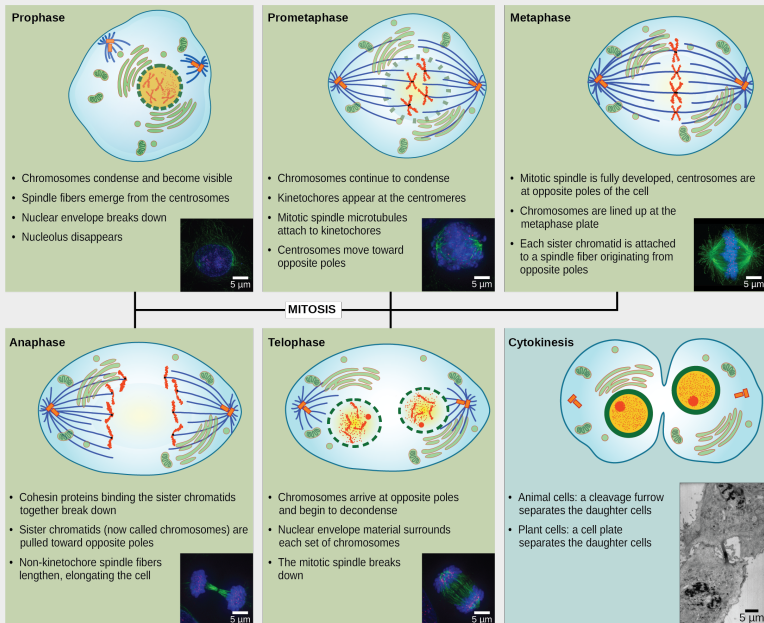 Prophase
• Chromosomes condense and become visible
• Spindle fibers emerge from the centrosomes
• Nuclear envelope breaks down
• Nucleolus disappears
5 µm
Prometaphase
• Chromosomes continue to condense
• Kinetochores appear at the centromeres
• Mitotic spindle microtubules
attach to kinetochores
• Centrosomes move toward
opposite poles
5 µm
Metaphase
• Mitotic spindle is fully developed, centrosomes are
at opposite poles of the cell
• Chromosomes are lined up at the
metaphase plate
• Each sister chromatid is attached
to a spindle fiber originating from
opposite poles
5 µm
MITOSIS
Anaphase
• Cohesin proteins binding the sister chromatids
together break down
• Sister chromatids (now called chromosomes) are
pulled toward opposite poles
• Non-kinetochore spindle fibers
lengthen, elongating the cell
5 µm
Telophase
• Chromosomes arrive at opposite poles
and begin to decondense
• Nuclear envelope material surrounds
each set of chromosomes
• The mitotic spindle breaks
down
5 µm
Cytokinesis
• Animal cells: a cleavage furrow
separates the daughter cells
• Plant cells: a cell plate
separates the daughter cells
5 µm